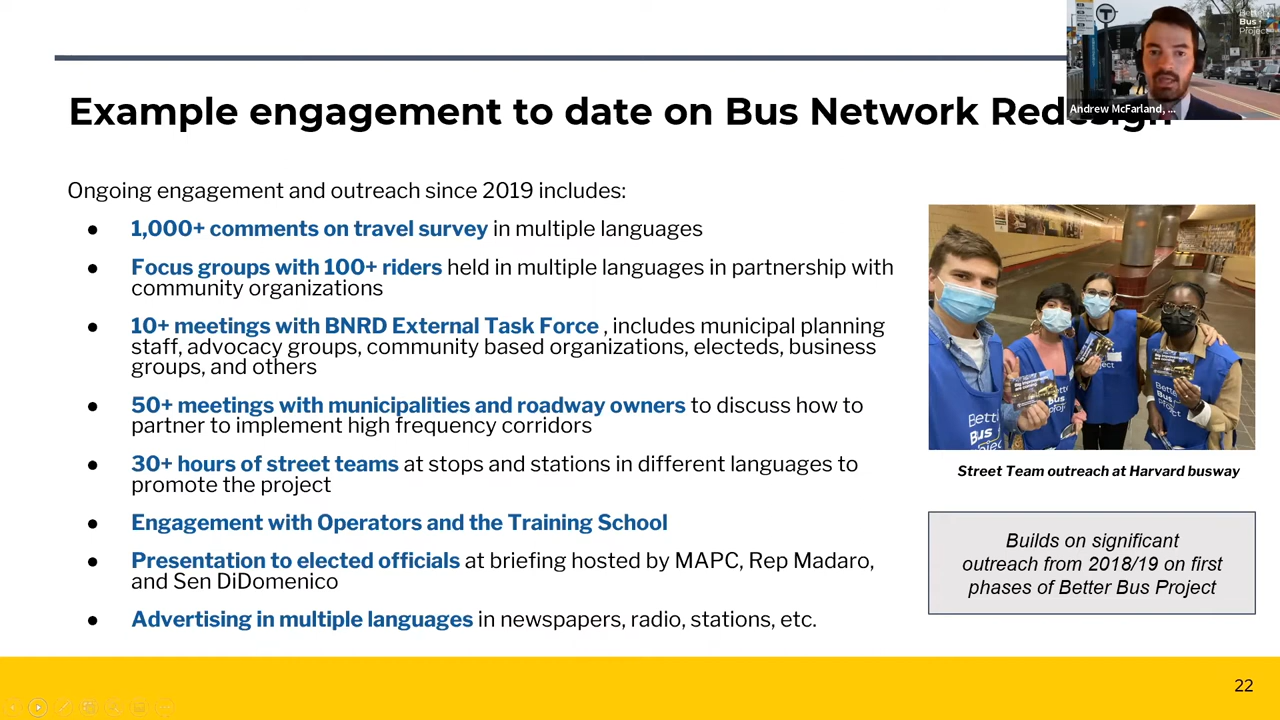 Better
Bus
Project
Andrew McFarland, ...
Example engagement to date on Bus Network Redesign
Ongoing engagement and outreach since 2019 includes:
● 1,000+ comments on travel survey in multiple languages
● Focus groups with 100+ riders held in multiple languages in partnership with
community organizations
● 10+ meetings with BNRD External Task Force , includes municipal planning
staff, advocacy groups, community based organizations, electeds, business
groups, and others
● 50+ meetings with municipalities and roadway owners to discuss how to
partner to implement high frequency corridors
● 30+ hours of street teams at stops and stations in different languages to
promote the project
● Engagement with Operators and the Training School
● Presentation to elected officials at briefing hosted by MAPC, Rep Madaro,
and Sen DiDomenico
● Advertising in multiple languages in newspapers, radio, stations, etc.
Better
Bus
Project
Street Team outreach at Harvard busway
Builds on significant
outreach from 2018/19 on first
phases of Better Bus Project
22